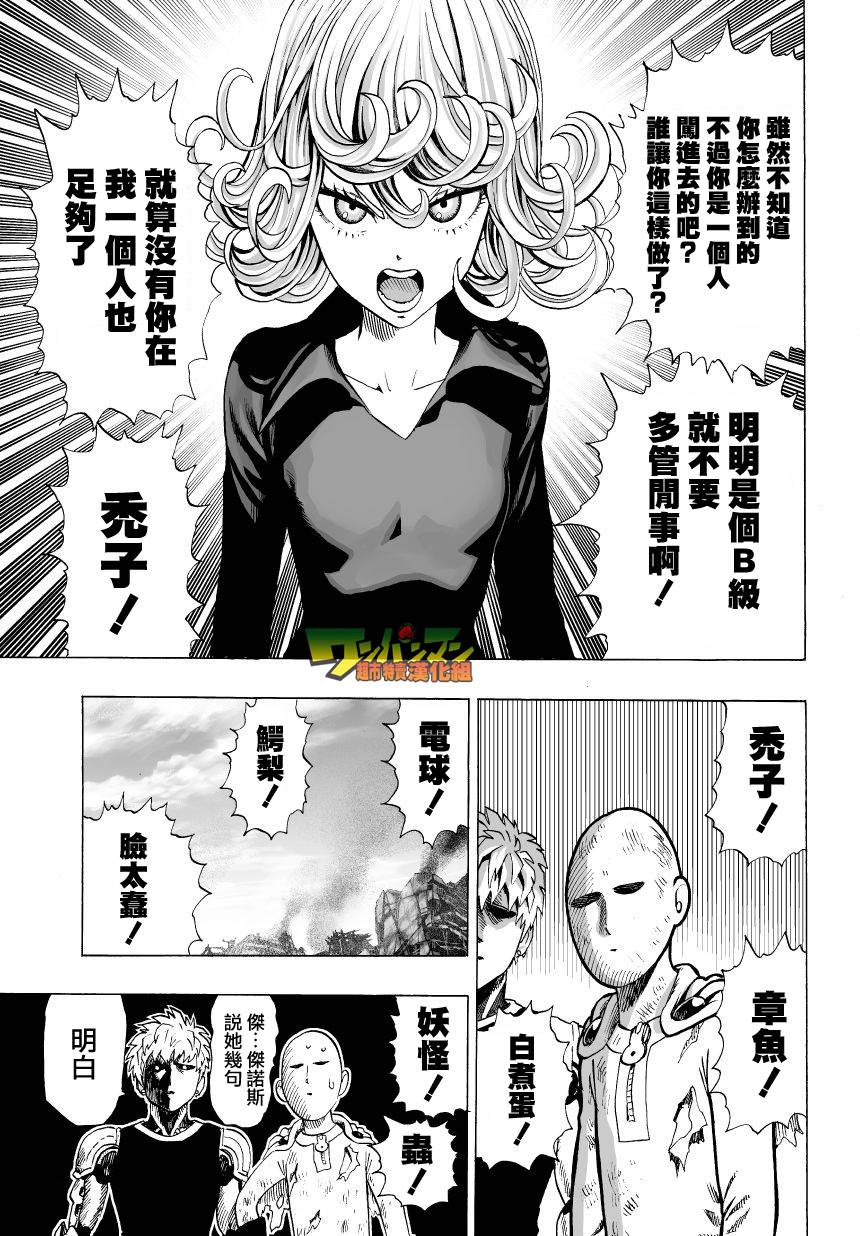 雖然不知道
你怎麼辦到的
不過你是一個人
闖進去的吧？
誰讓你這樣做了？
就算沒有你在
我一個人也
足夠了
明明是個B級
就不要
多管閒事啊！
禿子！
ワンパンマン
超市特賣漢化組
禿子！
章魚！
白煮蛋！
電球！
鰐梨！
臉太蠢！
妖怪！
蟲！
傑…傑諾斯
說她幾句
明白